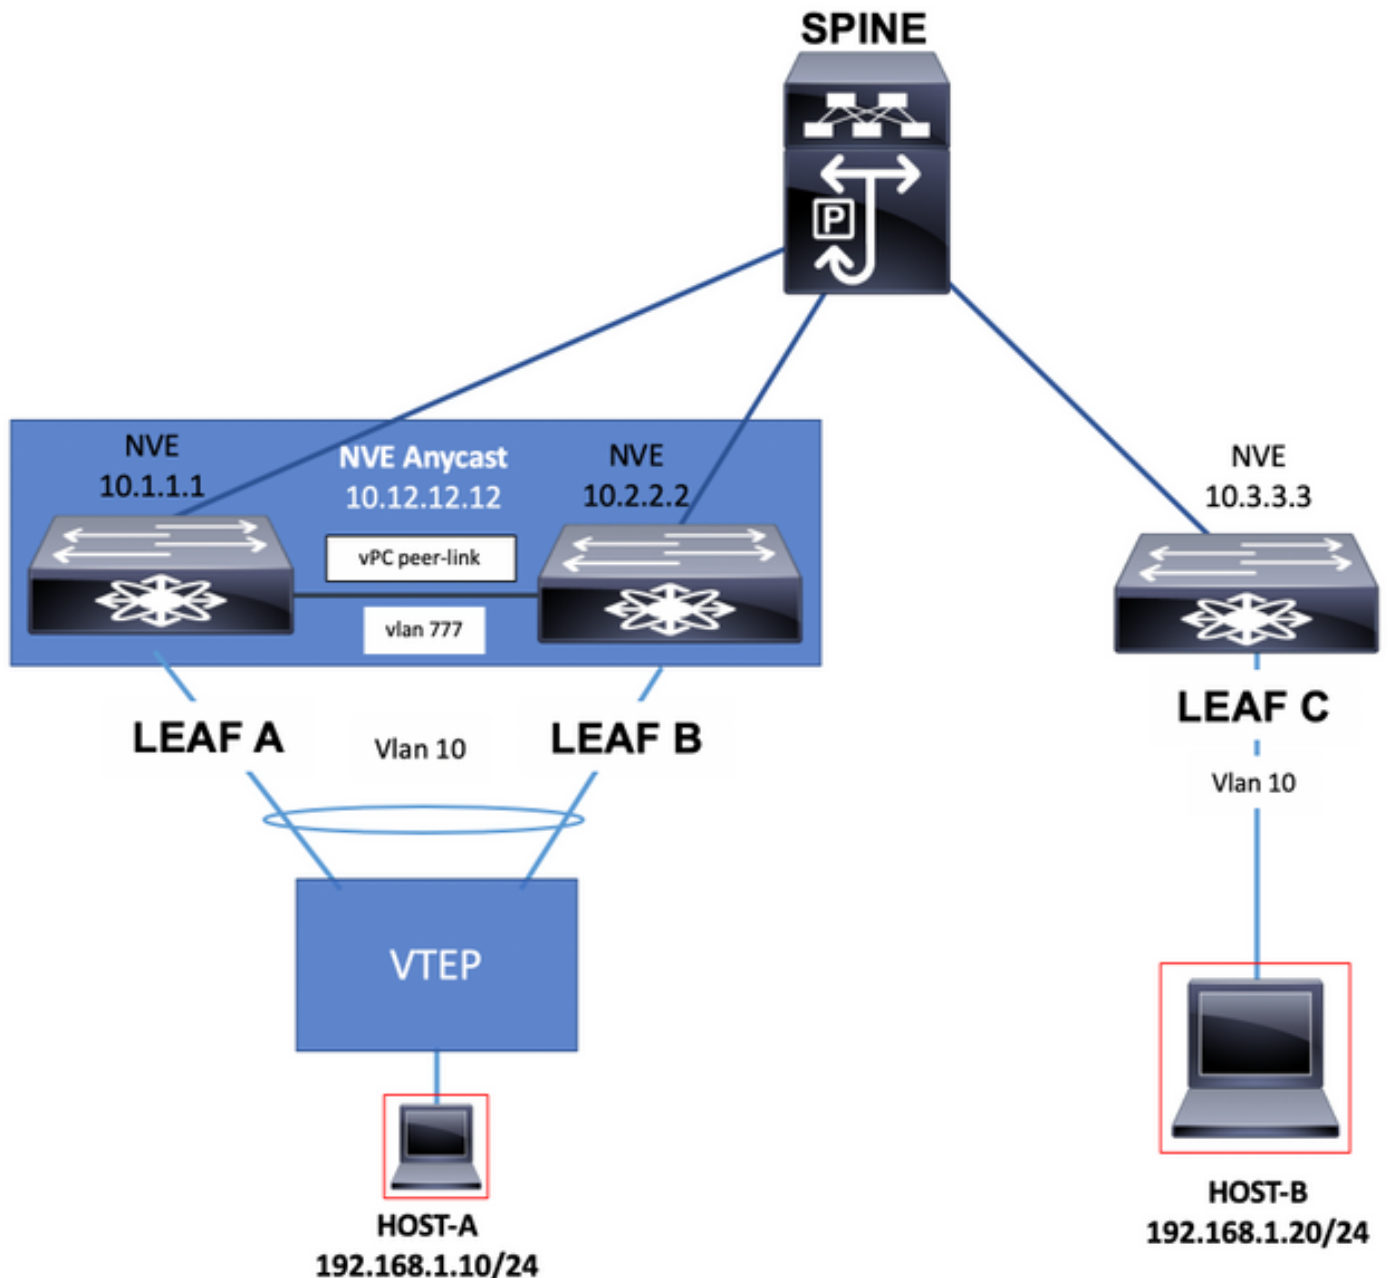 SPINE
P
NVE
10.1.1.1
NVE Anycast
10.12.12.12
NVE
10.2.2.2
NVE
10.3.3.3
vPC peer-link
vlan 777
LEAF A
Vlan 10
LEAF B
LEAF C
Vlan 10
VTEP
HOST-A
192.168.1.10/24
HOST-B
192.168.1.20/24